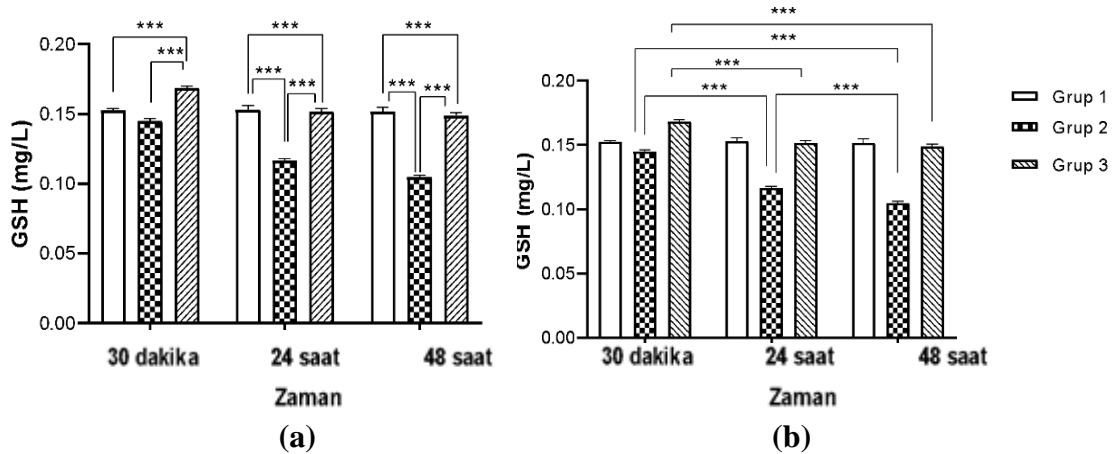 ***
***
***
***
***
***
***
***
0.20
0.15
0.10
0.05
0.00
GSH (mg/L)
30 dakika
24 saat
48 saat
Zaman
(a)
***
***
***
***
***
0.20
0.15
0.10
0.05
0.00
GSH (mg/L)
30 dakika
24 saat
48 saat
Zaman
(b)
Grup 1
Grup 2
Grup 3